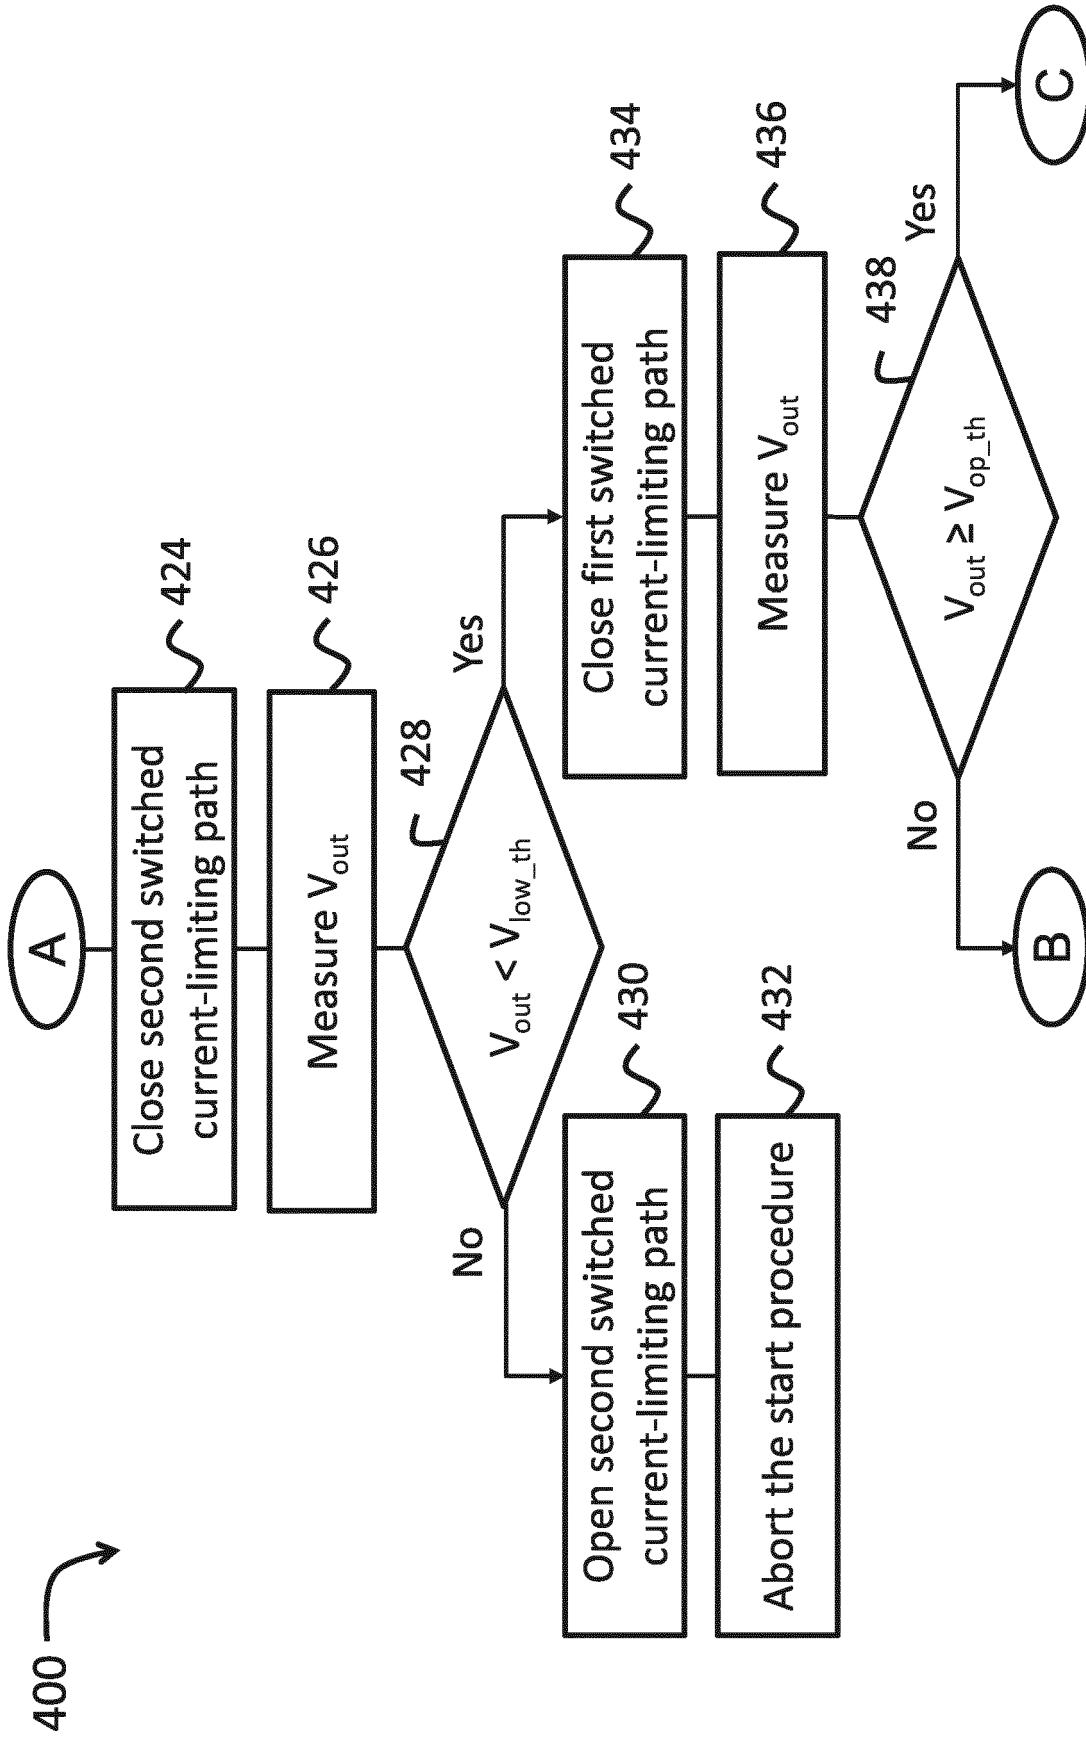 400
A
Close second switched
current-limiting path
424
Measure Vout
426
Vout < Vlow_th
428
No
Yes
Open second switched
current-limiting path
430
Abort the start procedure
432
Close first switched
current-limiting path
434
Measure Vout
436
Vout ≥ Vop_th
438
No
Yes
B
C